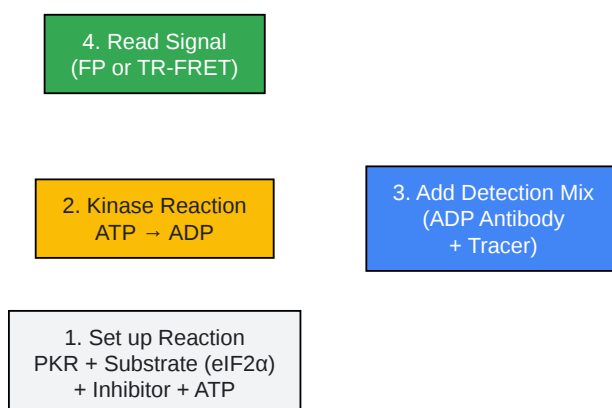 4. Read Signal
(FP or TR-FRET)
2. Kinase Reaction
ATP → ADP
3. Add Detection Mix
(ADP Antibody
+ Tracer)
1. Set up Reaction
PKR + Substrate (eIF2α)
+ Inhibitor + ATP